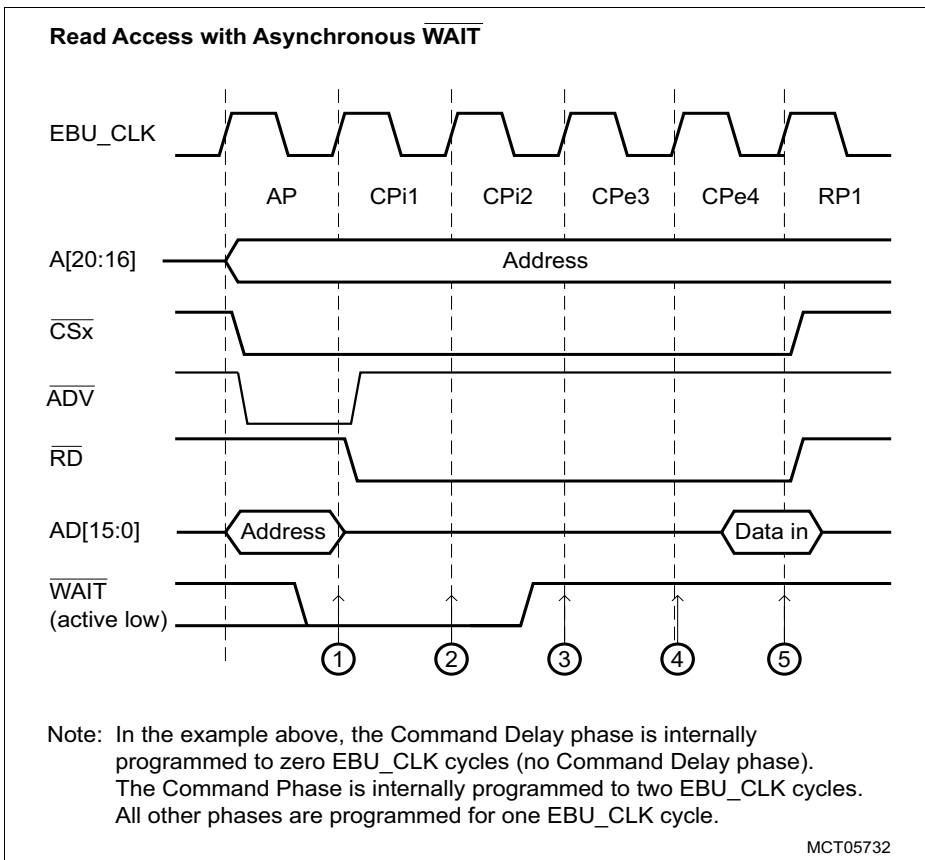 Read Access with Asynchronous WAIT
EBU_CLK
AP CPi1 CPi2 CPe3 CPe4 RP1
A[20:16] Address
CSx
ADV
RD
AD[15:0] Address Data in
WAIT
(active low)
1 2 3 4 5
Note: In the example above, the Command Delay phase is internally
programmed to zero EBU_CLK cycles (no Command Delay phase).
The Command Phase is internally programmed to two EBU_CLK cycles.
All other phases are programmed for one EBU_CLK cycle.
MCT05732